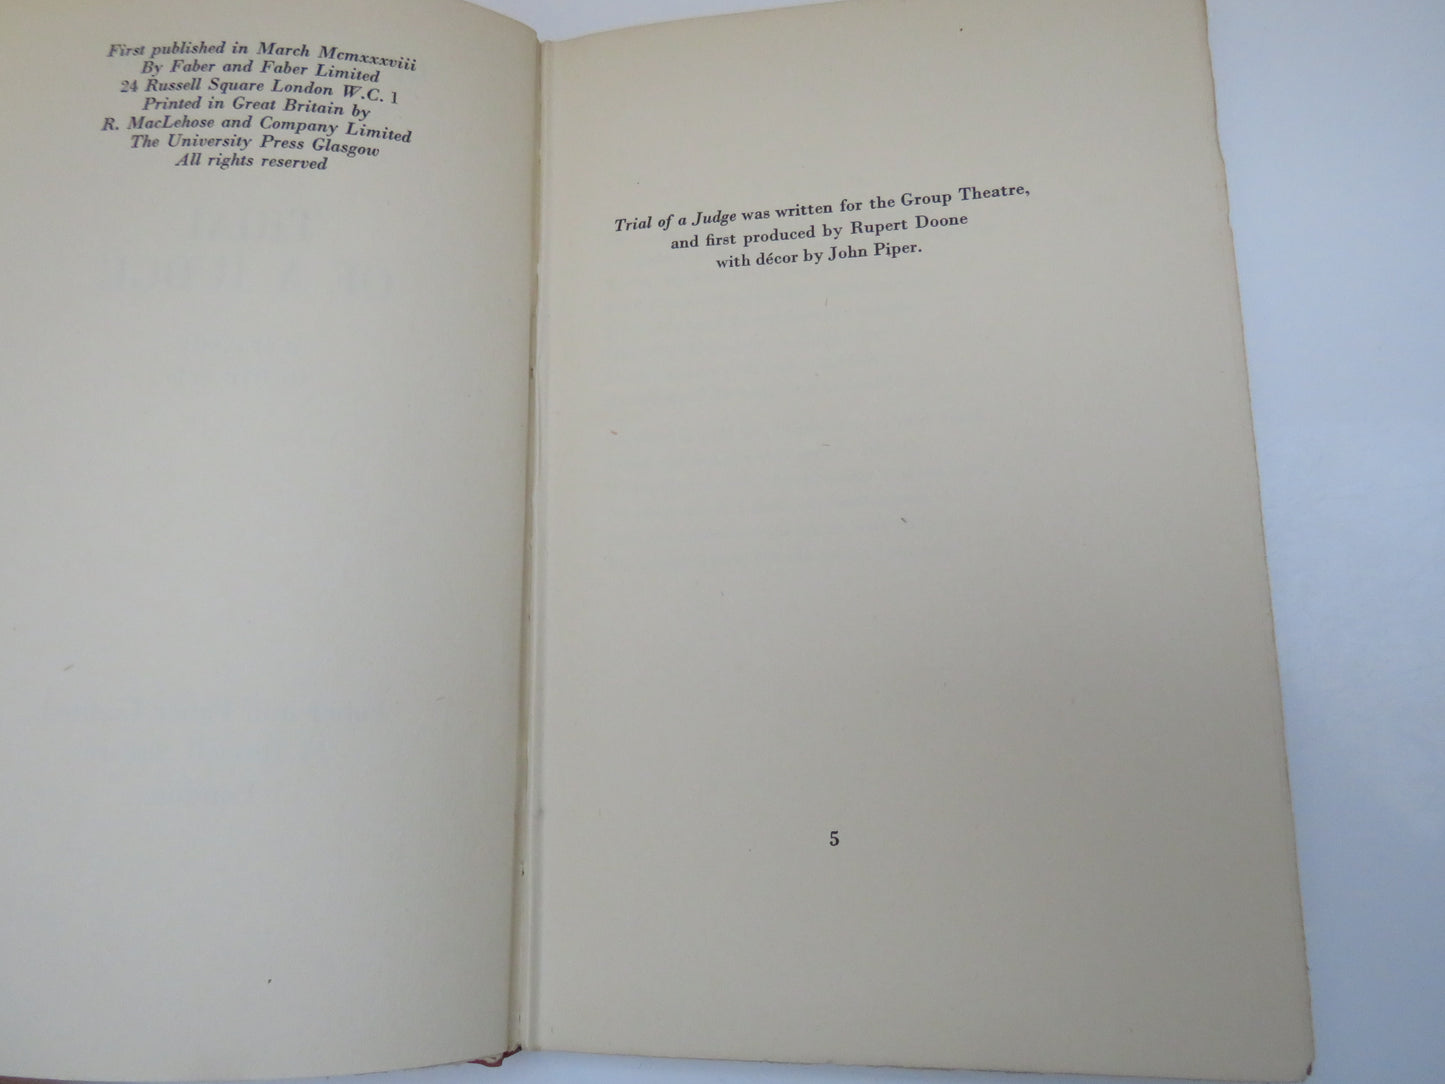 First published in March Mcmxxxviii
By Faber and Faber Limited
24 Russell Square London W.C. 1
Printed in Great Britain by
R. MacLehose and Company Limited
The University Press Glasgow
All rights reserved
Trial of a Judge was written for the Group Theatre,
and first produced by Rupert Doone
with décor by John Piper.
5